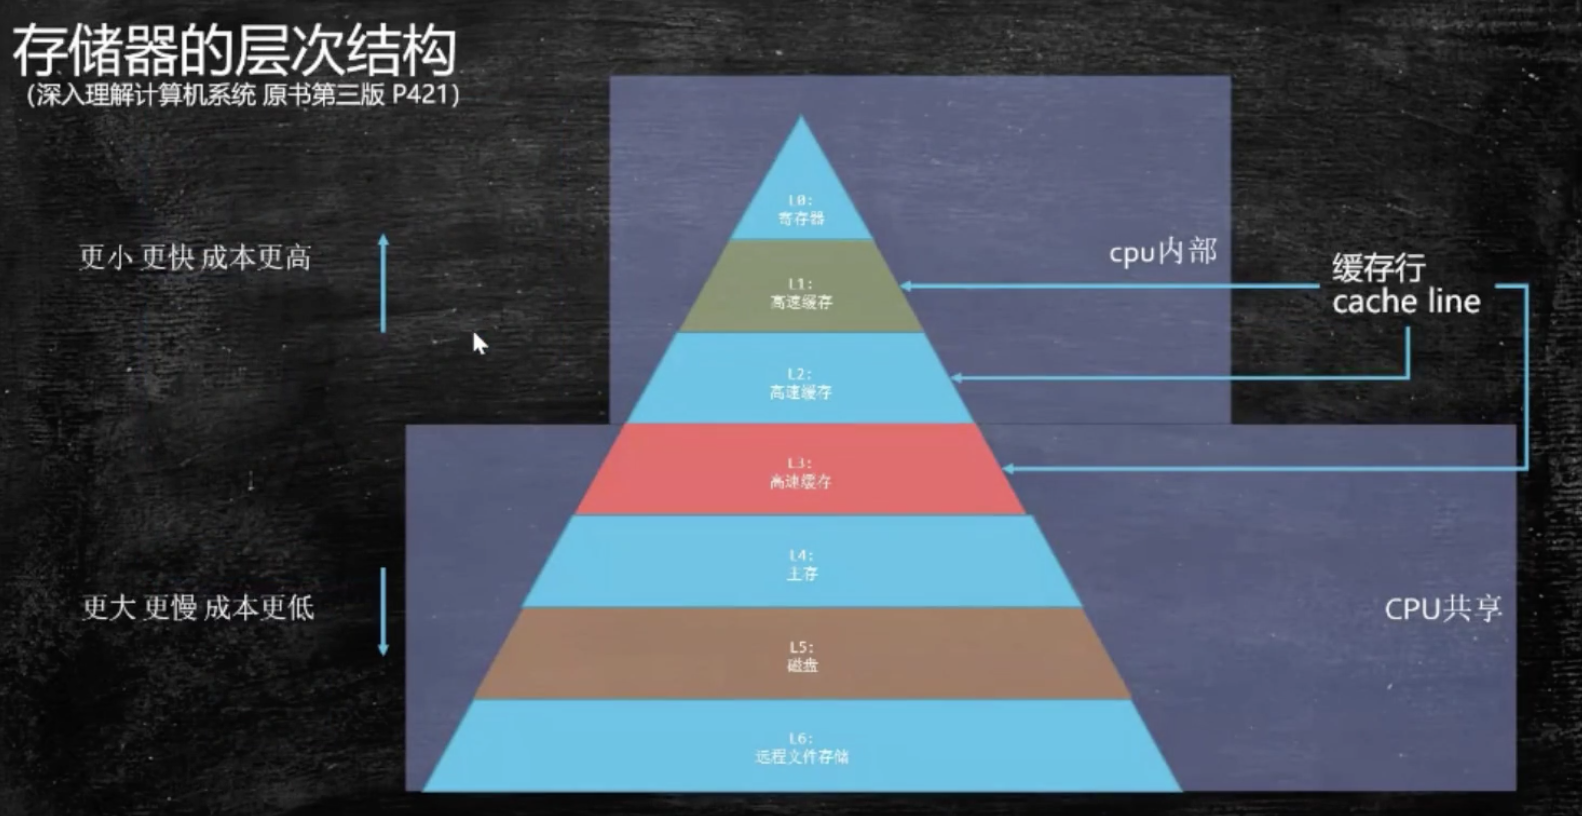 存储器的层次结构
（深入理解计算机系统 原书第三版 P421）
L0:
寄存器
更小 更快 成本更高
cpu内部
缓存行
cache line
L1:
高速缓存
L2:
高速缓存
L3:
高速缓存
L4:
主存
更大 更慢 成本更低
CPU共享
L5:
磁盘
L6:
远程文件存储